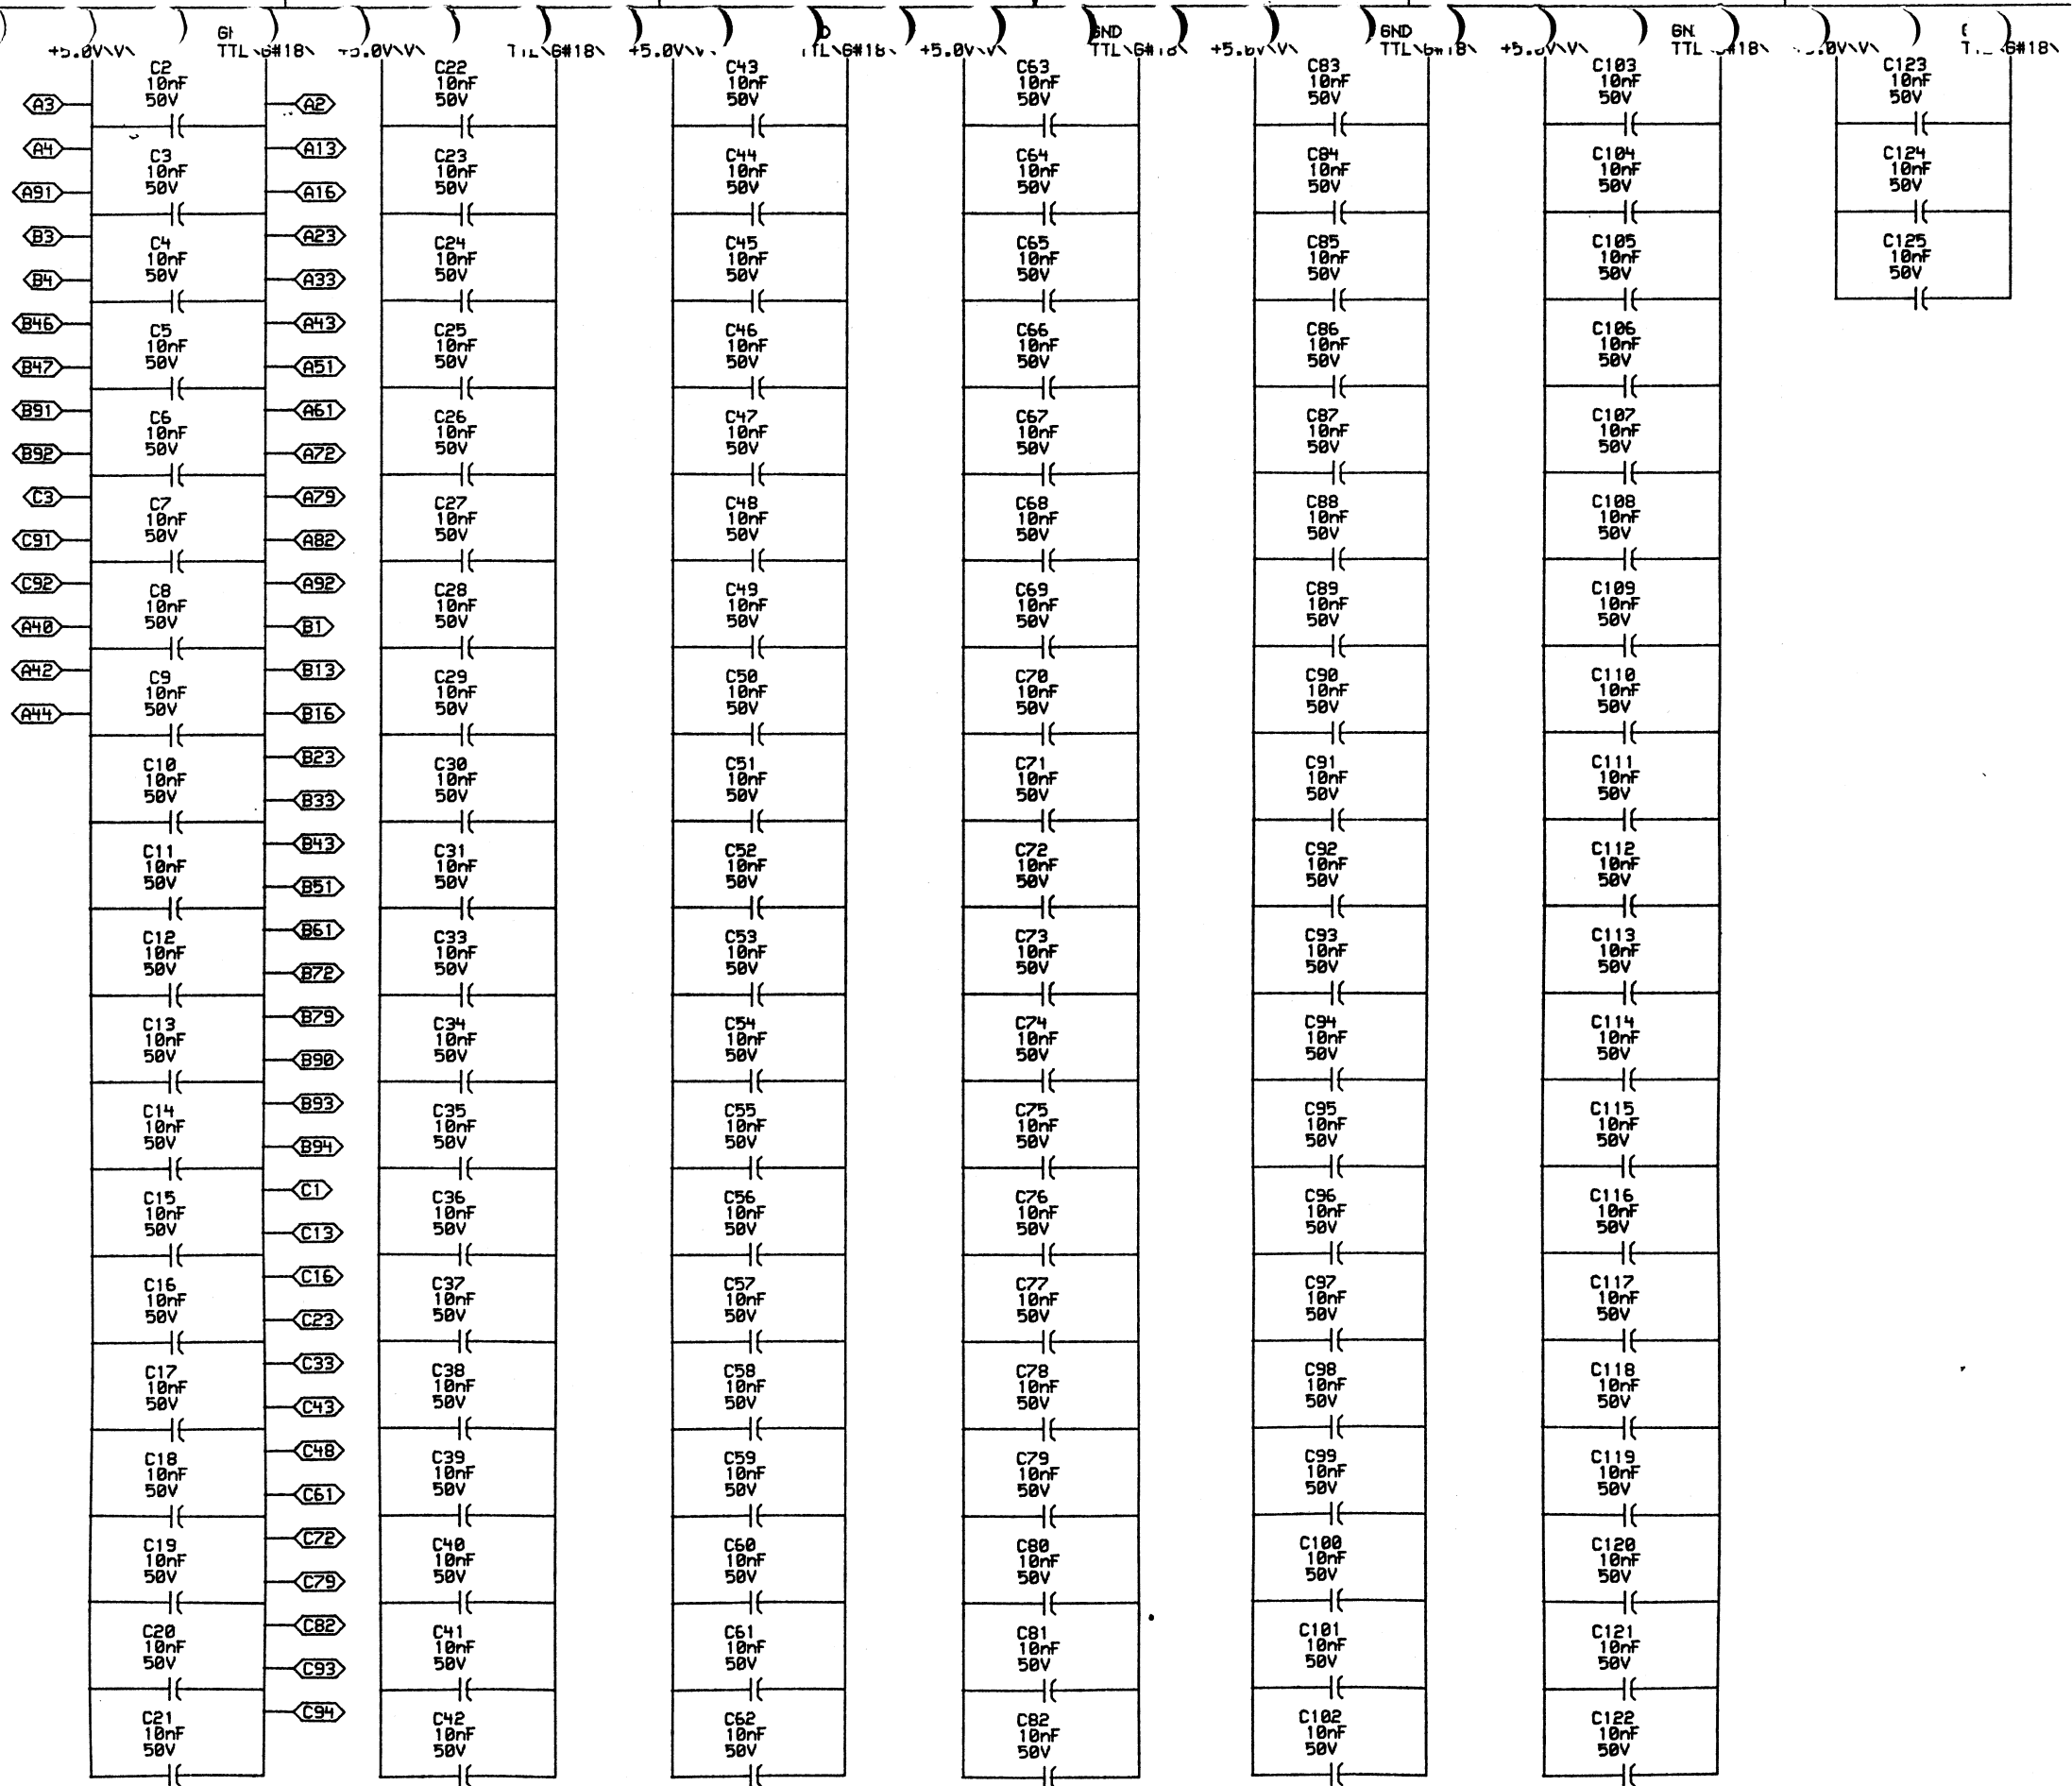 +5.0V\V\
TTL\G#18\
A3
A4
A91
B3
B4
B46
B47
B91
B92
C3
C91
C92
A40
A42
A44
C2
10nF
50V
C3
10nF
50V
C4
10nF
50V
C5
10nF
50V
C6
10nF
50V
C7
10nF
50V
C8
10nF
50V
C9
10nF
50V
C10
10nF
50V
C11
10nF
50V
C12
10nF
50V
C13
10nF
50V
C14
10nF
50V
C15
10nF
50V
C16
10nF
50V
C17
10nF
50V
C18
10nF
50V
C19
10nF
50V
C20
10nF
50V
C21
10nF
50V
A2
A13
A16
A23
A33
A43
A51
A61
A72
A79
A82
A92
B1
B13
B16
B23
B33
B43
B51
B61
B72
B79
B90
B93
B94
C1
C13
C16
C23
C33
C43
C48
C61
C72
C79
C82
C93
C94
C22
10nF
50V
C23
10nF
50V
C24
10nF
50V
C25
10nF
50V
C26
10nF
50V
C27
10nF
50V
C28
10nF
50V
C29
10nF
50V
C30
10nF
50V
C31
10nF
50V
C33
10nF
50V
C34
10nF
50V
C35
10nF
50V
C36
10nF
50V
C37
10nF
50V
C38
10nF
50V
C39
10nF
50V
C40
10nF
50V
C41
10nF
50V
C42
10nF
50V
C43
10nF
50V
C44
10nF
50V
C45
10nF
50V
C46
10nF
50V
C47
10nF
50V
C48
10nF
50V
C49
10nF
50V
C50
10nF
50V
C51
10nF
50V
C52
10nF
50V
C53
10nF
50V
C54
10nF
50V
C55
10nF
50V
C56
10nF
50V
C57
10nF
50V
C58
10nF
50V
C59
10nF
50V
C60
10nF
50V
C61
10nF
50V
C62
10nF
50V
+5.0V\V\
GND
C63
10nF
50V
C64
10nF
50V
C65
10nF
50V
C66
10nF
50V
C67
10nF
50V
C68
10nF
50V
C69
10nF
50V
C70
10nF
50V
C71
10nF
50V
C72
10nF
50V
C73
10nF
50V
C74
10nF
50V
C75
10nF
50V
C76
10nF
50V
C77
10nF
50V
C78
10nF
50V
C79
10nF
50V
C80
10nF
50V
C81
10nF
50V
C82
10nF
50V
GND
C83
10nF
50V
C84
10nF
50V
C85
10nF
50V
C86
10nF
50V
C87
10nF
50V
C88
10nF
50V
C89
10nF
50V
C90
10nF
50V
C91
10nF
50V
C92
10nF
50V
C93
10nF
50V
C94
10nF
50V
C95
10nF
50V
C96
10nF
50V
C97
10nF
50V
C98
10nF
50V
C99
10nF
50V
C100
10nF
50V
C101
10nF
50V
C102
10nF
50V
C103
10nF
50V
C104
10nF
50V
C105
10nF
50V
C106
10nF
50V
C107
10nF
50V
C108
10nF
50V
C109
10nF
50V
C110
10nF
50V
C111
10nF
50V
C112
10nF
50V
C113
10nF
50V
C114
10nF
50V
C115
10nF
50V
C116
10nF
50V
C117
10nF
50V
C118
10nF
50V
C119
10nF
50V
C120
10nF
50V
C121
10nF
50V
C122
10nF
50V
C123
10nF
50V
C124
10nF
50V
C125
10nF
50V